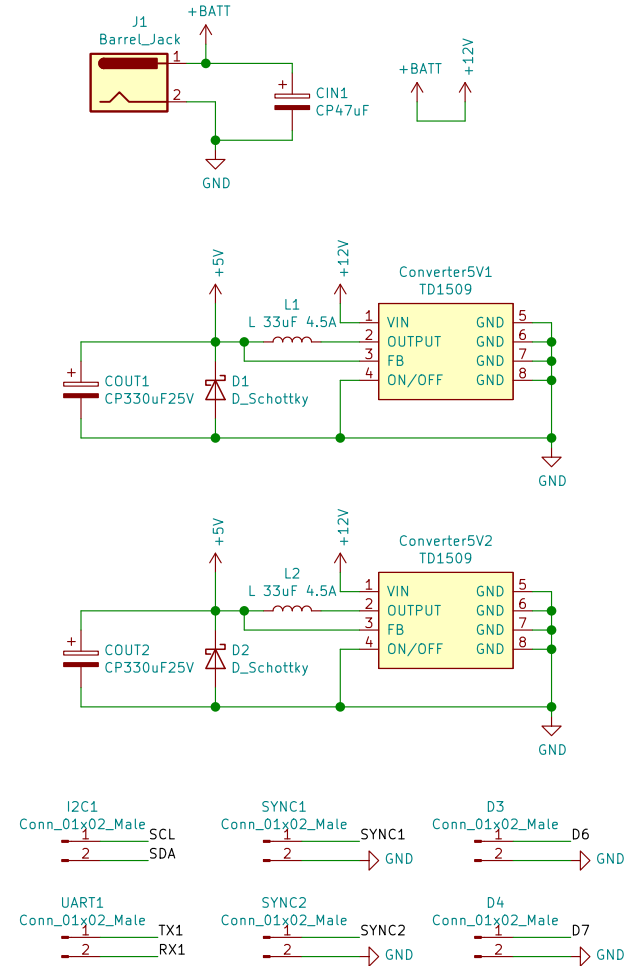 +BATT
J1
Barrel_Jack
1
2
CIN1
CP47uF
GND
+BATT
+12V
+5V
+12V
Converter5V1
TD1509
L1
L 33uF 4.5A
1 VIN GND 5
2 OUTPUT GND 6
3 FB GND 7
4 ON/OFF GND 8
COUT1
CP330uF25V
D1
D_Schottky
GND
+5V
+12V
Converter5V2
TD1509
L2
L 33uF 4.5A
1 VIN GND 5
2 OUTPUT GND 6
3 FB GND 7
4 ON/OFF GND 8
COUT2
CP330uF25V
D2
D_Schottky
GND
I2C1
Conn_01x02_Male
1 SCL
2 SDA
SYNC1
Conn_01x02_Male
1 SYNC1
2 GND
D3
Conn_01x02_Male
1 D6
2 GND
UART1
Conn_01x02_Male
1 TX1
2 RX1
SYNC2
Conn_01x02_Male
1 SYNC2
2 GND
D4
Conn_01x02_Male
1 D7
2 GND